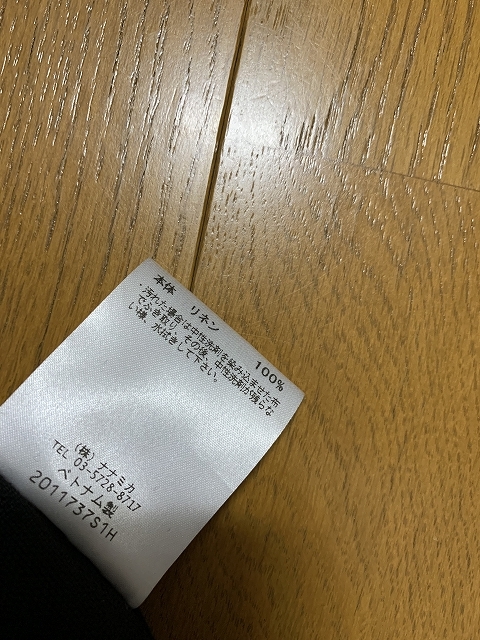 本体　リネン　100%
・汚れた場合は中性洗剤を染み込ませた布
でふき取り、その後、中性洗剤が残らな
い様、水拭きして下さい。
(株)ナナミカ
TEL 03-5728-8717
ベトナム製
2011737S1H